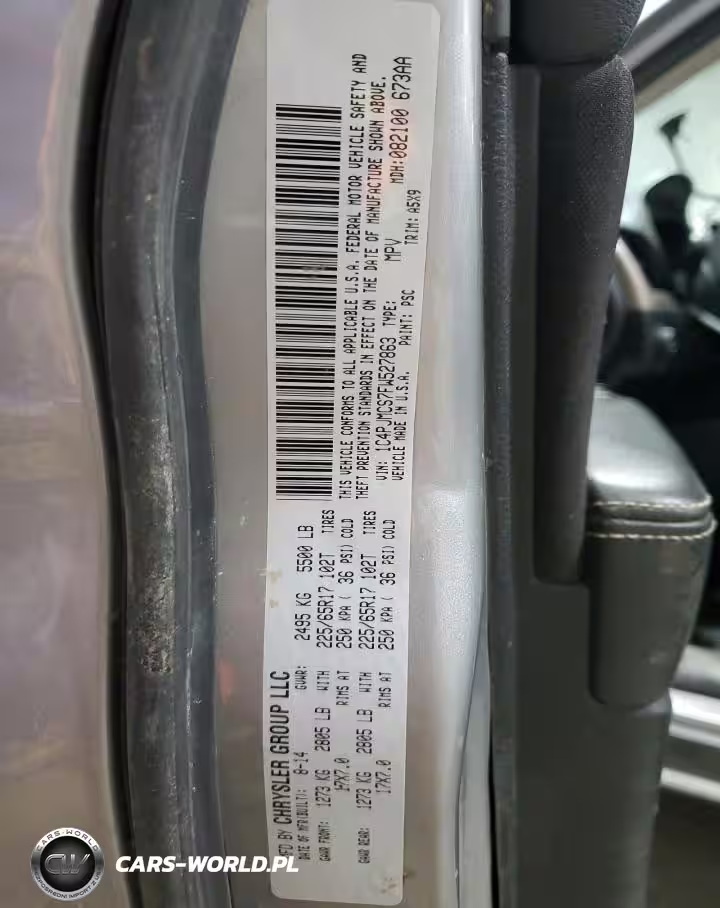 MFD BY CHRYSLER GROUP LLC
DATE OF MFR(BUILT): 8-14 GVWR: 2495 KG 5500 LB
GAWR FRONT: 1273 KG 2805 LB WITH 225/65R17 102T TIRES
17X7.0 RIMS AT 250 KPA ( 36 PSI) COLD
GAWR REAR: 1273 KG 2805 LB WITH 225/65R17 102T TIRES
17X7.0 RIMS AT 250 KPA ( 36 PSI) COLD
THIS VEHICLE CONFORMS TO ALL APPLICABLE U.S.A. FEDERAL MOTOR VEHICLE SAFETY AND
THEFT PREVENTION STANDARDS IN EFFECT ON THE DATE OF MANUFACTURE SHOWN ABOVE.
VIN: 1C4PJMCS7FW527863 TYPE: MPV MDH:082100 673AA
VEHICLE MADE IN U.S.A. PAINT: PSC TRIM: A5X9
CARS-WORLD
CW
CARS-WORLD.PL